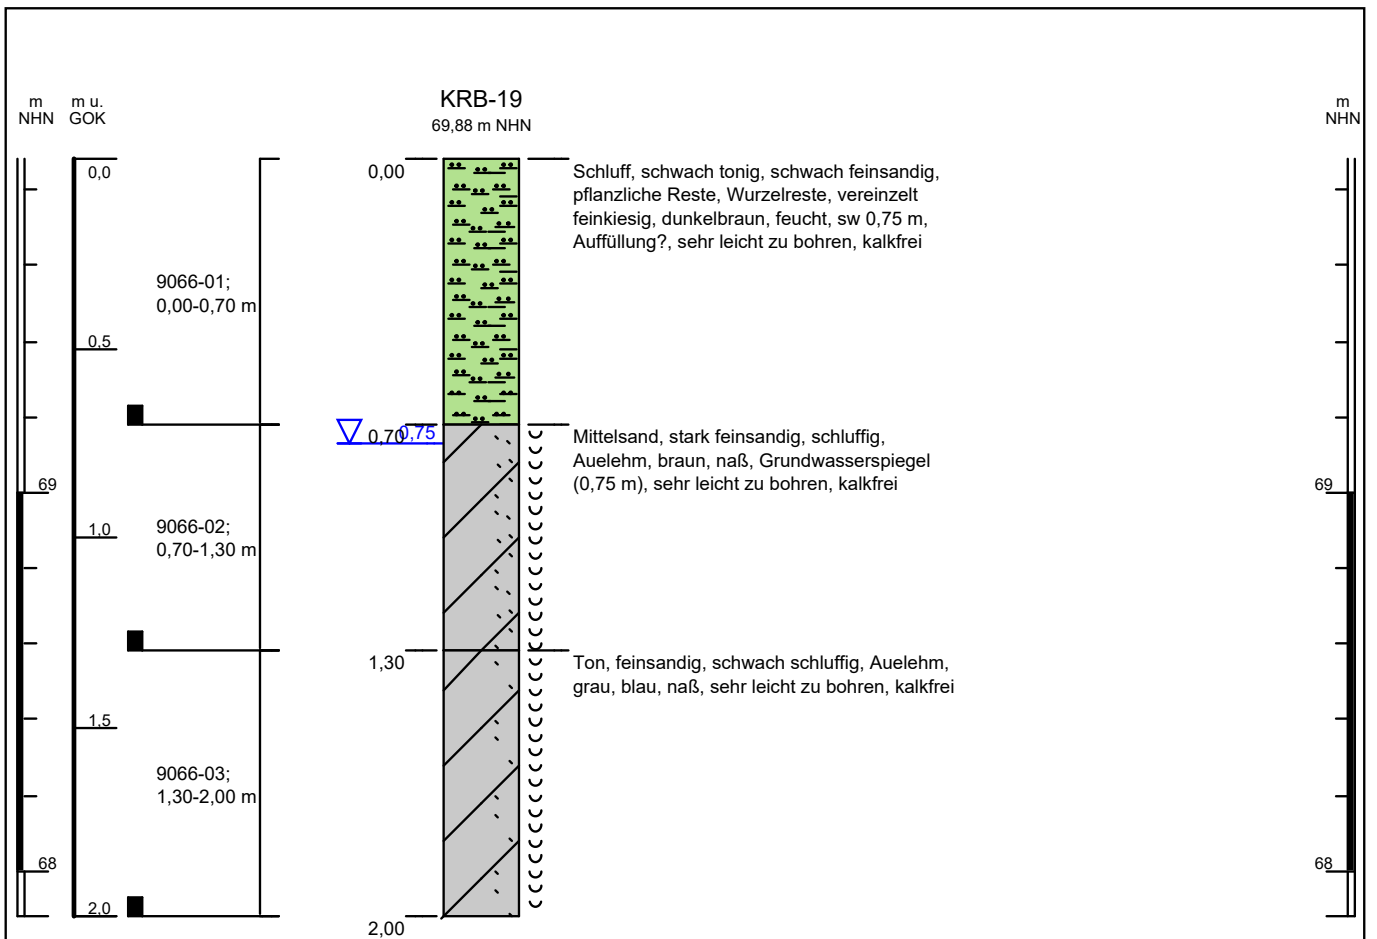 KRB-19
69,88 m NHN
m
NHN
m u.
GOK
m
NHN
0,0
0,00
Schluff, schwach tonig, schwach feinsandig,
pflanzliche Reste, Wurzelreste, vereinzelt
feinkiesig, dunkelbraun, feucht, sw 0,75 m,
Auffüllung?, sehr leicht zu bohren, kalkfrei
9066-01;
0,00-0,70 m
0,5
0,70
0,75
Mittelsand, stark feinsandig, schluffig,
Auelehm, braun, naß, Grundwasserspiegel
(0,75 m), sehr leicht zu bohren, kalkfrei
69
69
1,0
9066-02;
0,70-1,30 m
1,30
Ton, feinsandig, schwach schluffig, Auelehm,
grau, blau, naß, sehr leicht zu bohren, kalkfrei
1,5
9066-03;
1,30-2,00 m
68
68
2,0
2,00